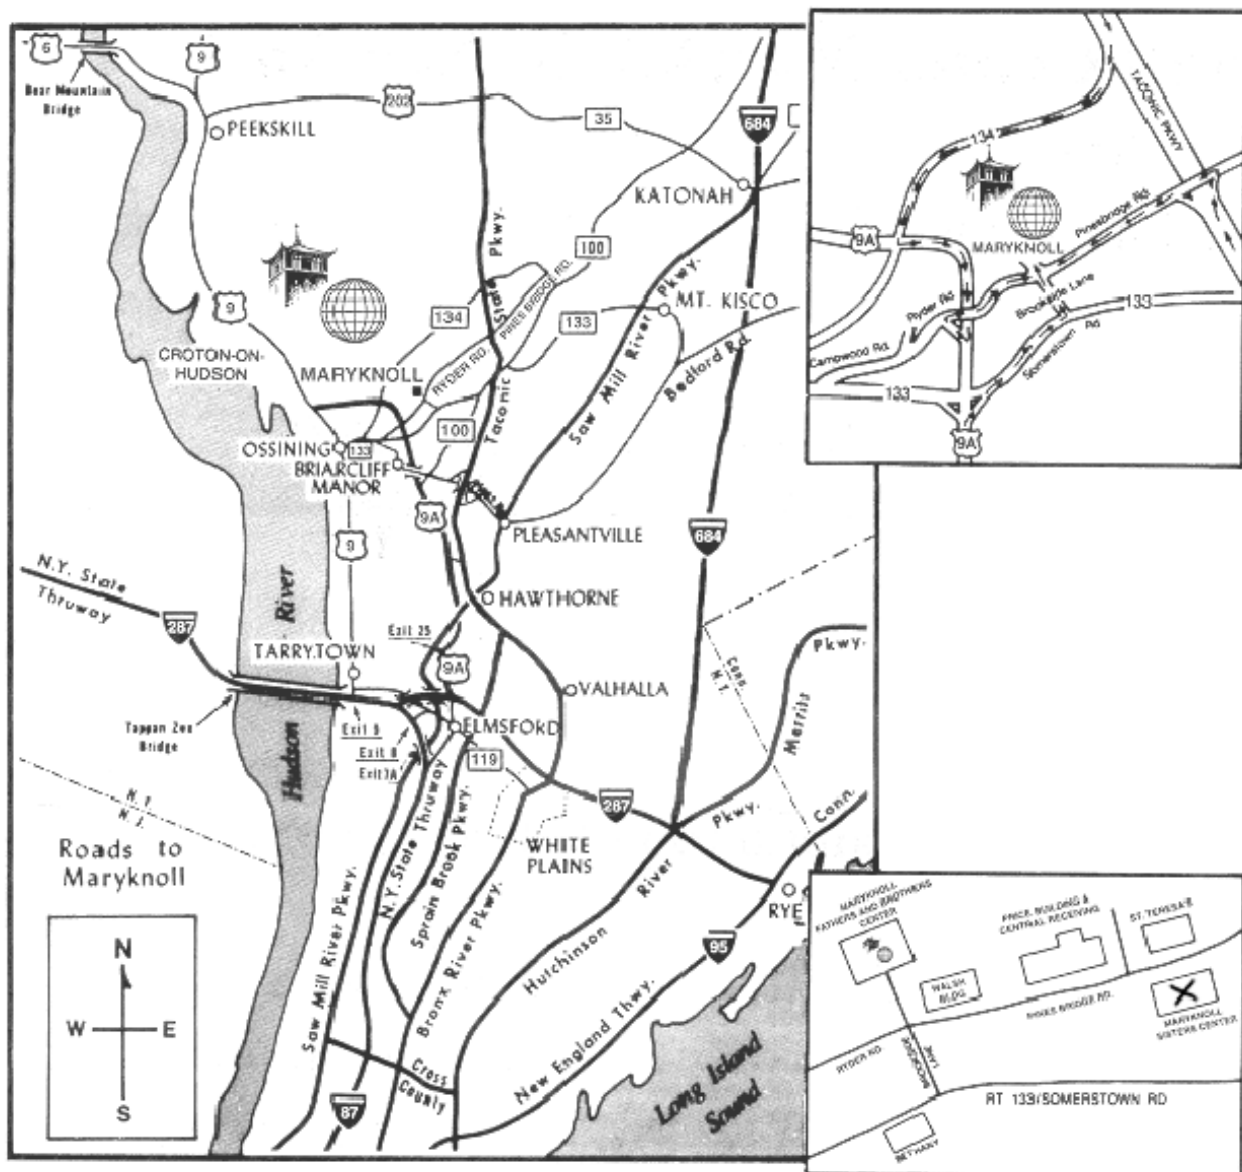 6
9
Bear Mountain
Bridge
PEEKSKILL
202
35
684
KATONAH
State Pkwy.
100
PINES BRIDGE RD.
134
133
MT. KISCO
9
CROTON-ON-
HUDSON
MARYKNOLL
RYDER RD.
Taconic
Saw Mill River Pkwy.
Bedford Rd.
100
OSSINING
133
BRIARCLIFF
MANOR
9A
9
PLEASANTVILLE
684
N.Y. State
Thruway
287
HAWTHORNE
Exit 25
TARRYTOWN
9A
VALHALLA
Conn.
N.Y.
Merritt
Pkwy.
Tappan Zee
Bridge
Exit 9
Exit 8
ELMSFORD
119
287
Pkwy.
Conn.
N.Y.
N.J.
WHITE
PLAINS
Hudson River
Roads to
Maryknoll
N
W
E
S
Saw Mill River Pkwy.
N.Y. State Thruway
Sprain Brook Pkwy.
Bronx River Pkwy.
Hutchinson River
RYE
95
New England Thwy.
Cross
County
87
Long Island
Sound
TACONIC PKWY
134
9A
MARYKNOLL
Pinesbridge Rd.
Ryder Rd
Brookside Lane
133
Campwood Rd.
Somerstown Rd
133
9A
MARYKNOLL
FATHERS AND BROTHERS
CENTER
PRICE BUILDING &
CENTRAL RECEIVING
ST. TERESA'S
WALSH
BLDG.
PINES BRIDGE RD.
MARYKNOLL
SISTERS CENTER
RYDER RD.
BROOKSIDE
LANE
RT 133/SOMERSTOWN RD
BETHANY